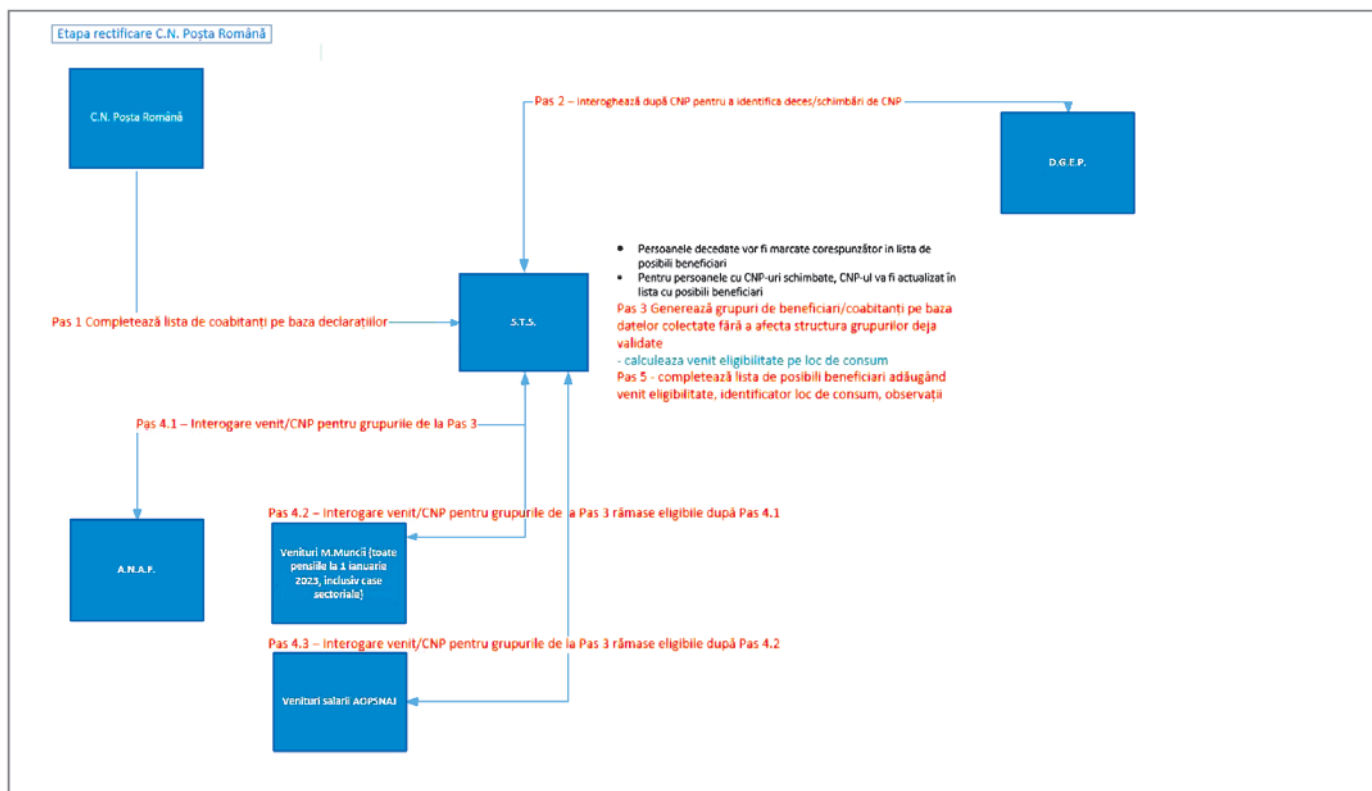 Etapa rectificare C.N. Poșta Română
C.N. Poșta Română
Pas 2 – Interoghează după CNP pentru a identifica deces/schimbări de CNP
D.G.E.P.
• Persoanele decedate vor fi marcate corespunzător in lista de
posibili beneficiari
• Pentru persoanele cu CNP-uri schimbate, CNP-ul va fi actualizat în
lista cu posibili beneficiari
Pas 3 Generează grupuri de beneficiari/coabitanți pe baza
datelor colectate fără a afecta structura grupurilor deja
validate
- calculeaza venit eligibilitate pe loc de consum
Pas 5 - completează lista de posibili beneficiari adăugând
venit eligibilitate, identificator loc de consum, observații
Pas 1 Completează lista de coabitanți pe baza declarațiilor
S.T.S.
Pas 4.1 – Interogare venit/CNP pentru grupurile de la Pas 3
A.N.A.F.
Pas 4.2 – Interogare venit/CNP pentru grupurile de la Pas 3 rămase eligibile după Pas 4.1
Venituri M.Muncii (toate
pensiile la 1 ianuarie
2023, inclusiv case
sectoriale)
Pas 4.3 – Interogare venit/CNP pentru grupurile de la Pas 3 rămase eligibile după Pas 4.2
Venituri salarii AOPSNAJ